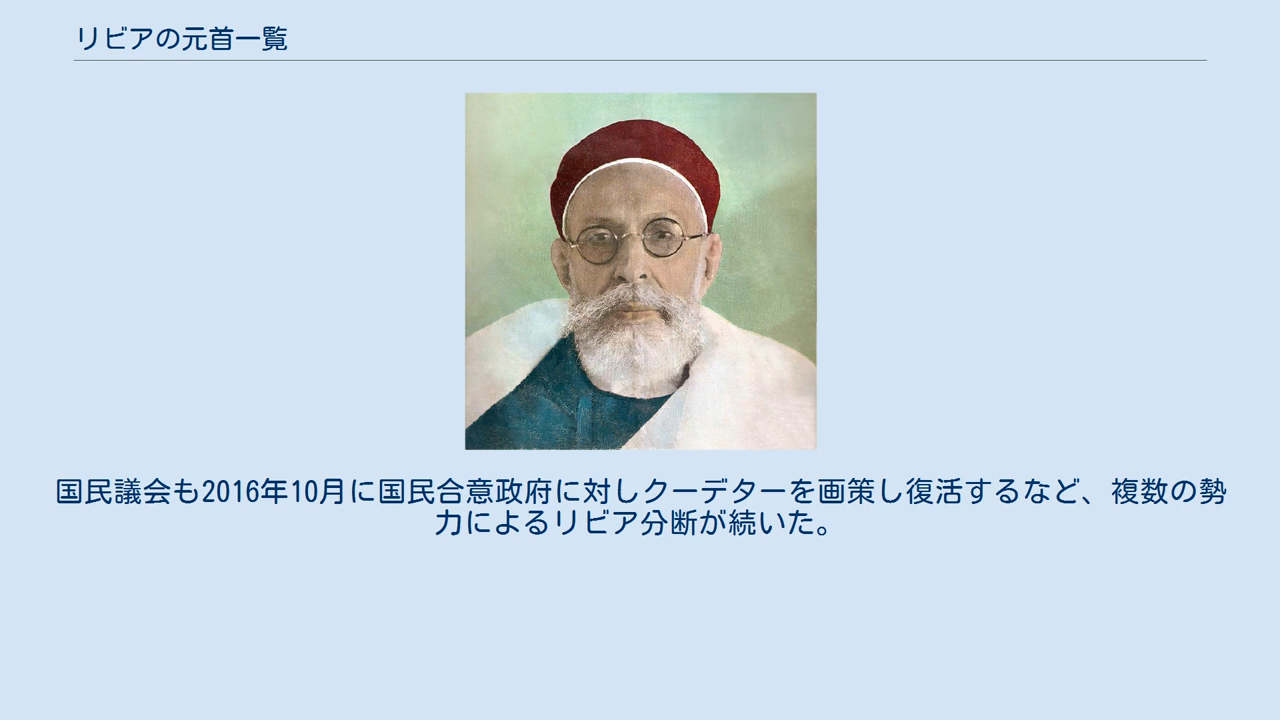 リビアの元首一覧
国民議会も2016年10月に国民合意政府に対しクーデターを画策し復活するなど、複数の勢
力によるリビア分断が続いた。